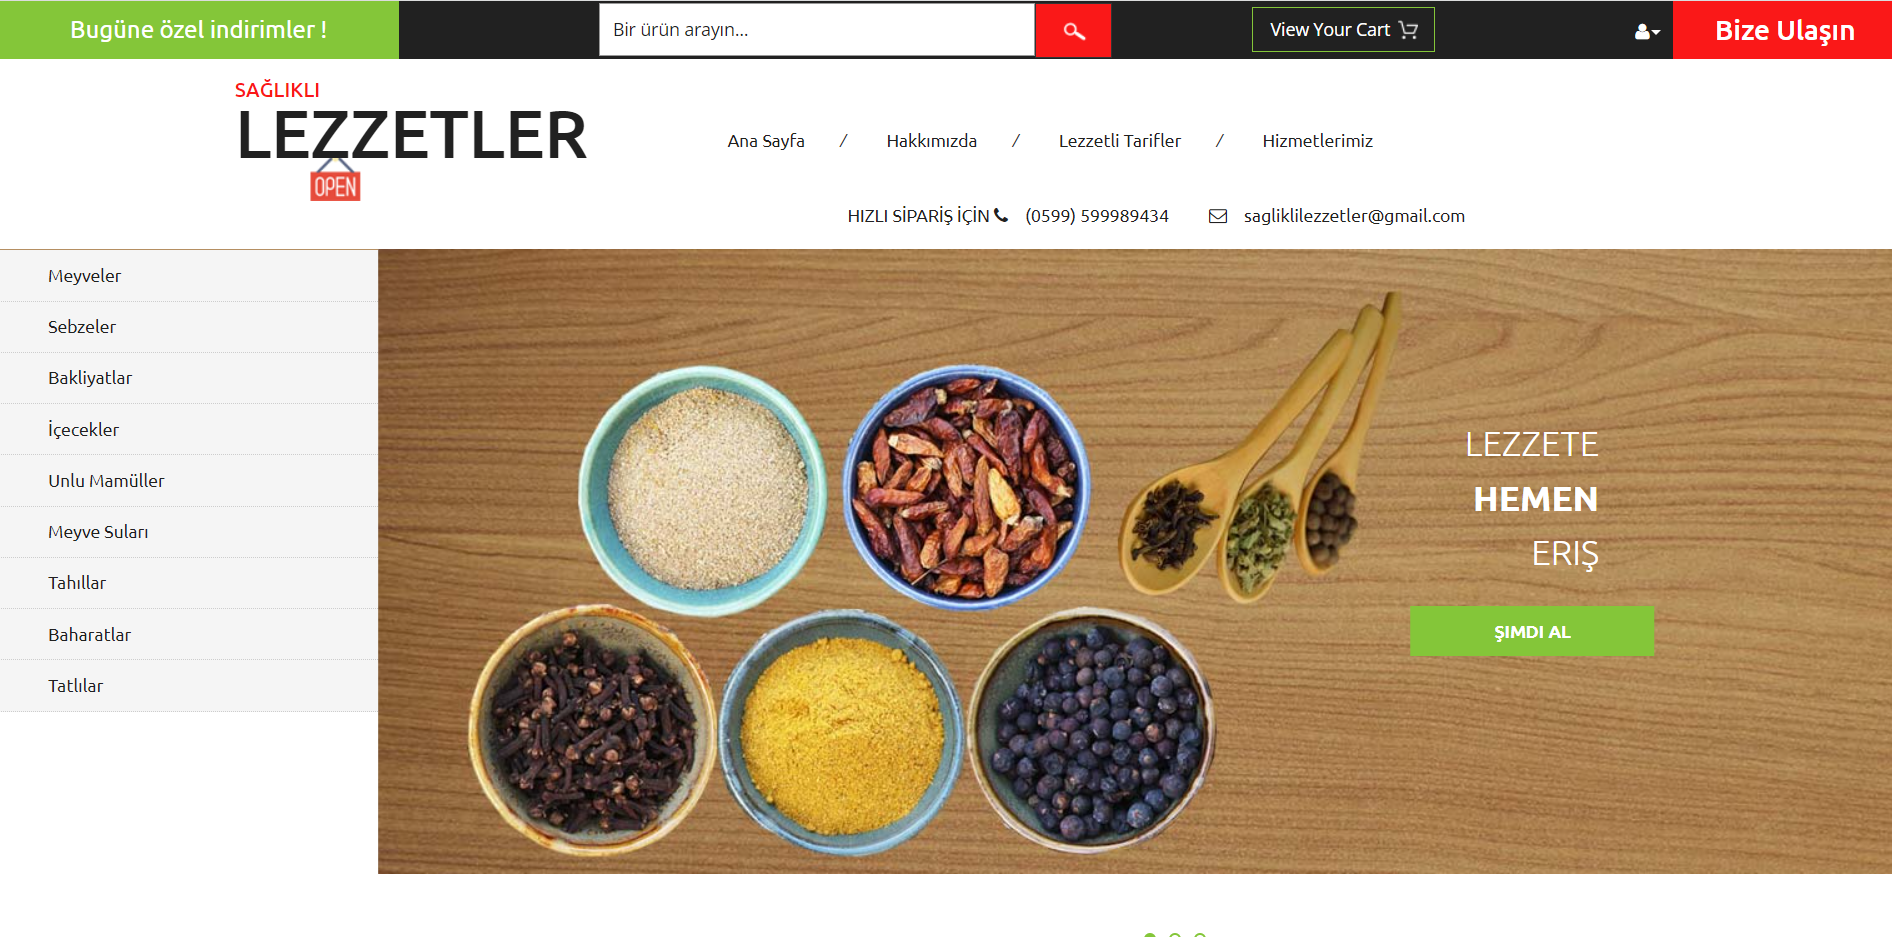 Bugüne özel indirimler !
Bir ürün arayın...
View Your Cart
Bize Ulaşın
SAĞLIKLI
LEZZETLER
OPEN
Ana Sayfa / Hakkımızda / Lezzetli Tarifler / Hizmetlerimiz
HIZLI SİPARİŞ İÇİN (0599) 599989434 sagliklilezzetler@gmail.com
Meyveler
Sebzeler
Bakliyatlar
İçecekler
Unlu Mamüller
Meyve Suları
Tahıllar
Baharatlar
Tatlılar
LEZZETE
HEMEN
ERIŞ
ŞIMDI AL